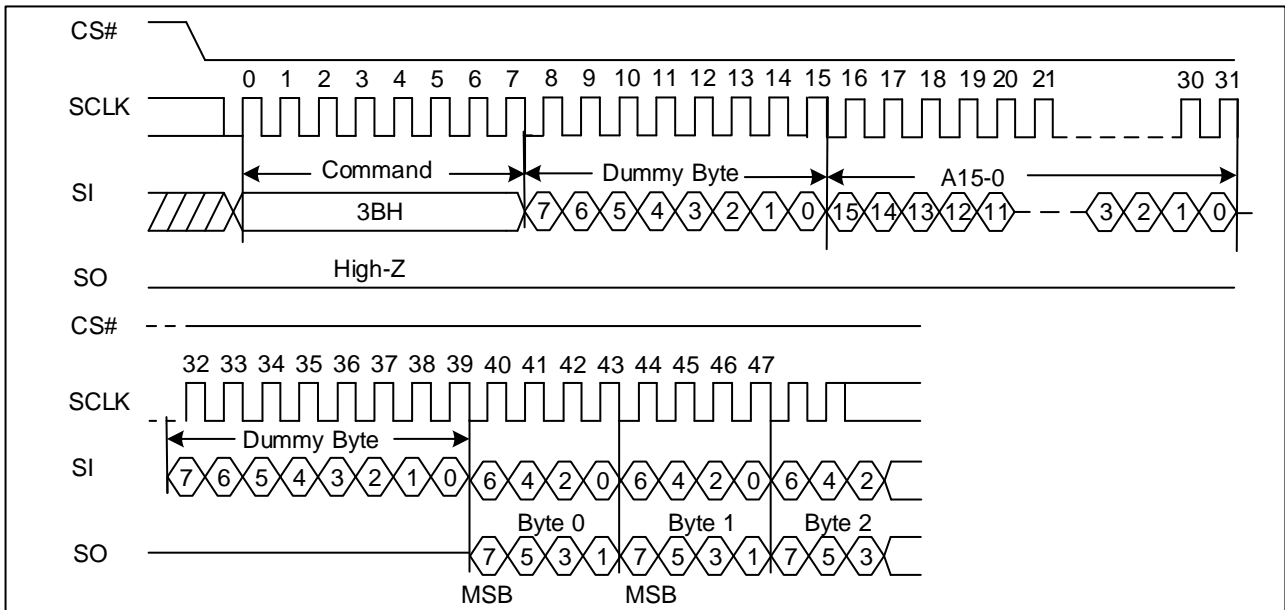 CS#
0 1 2 3 4 5 6 7 8 9 10 11 12 13 14 15 16 17 18 19 20 21 30 31
SCLK
Command Dummy Byte A15-0
SI 3BH 7 6 5 4 3 2 1 0 15 14 13 12 11 3 2 1 0
High-Z
SO
CS#
32 33 34 35 36 37 38 39 40 41 42 43 44 45 46 47
SCLK
Dummy Byte
SI 7 6 5 4 3 2 1 0 6 4 2 0 6 4 2 0 6 4 2
Byte 0 Byte 1 Byte 2
SO 7 5 3 1 7 5 3 1 7 5 3
MSB MSB